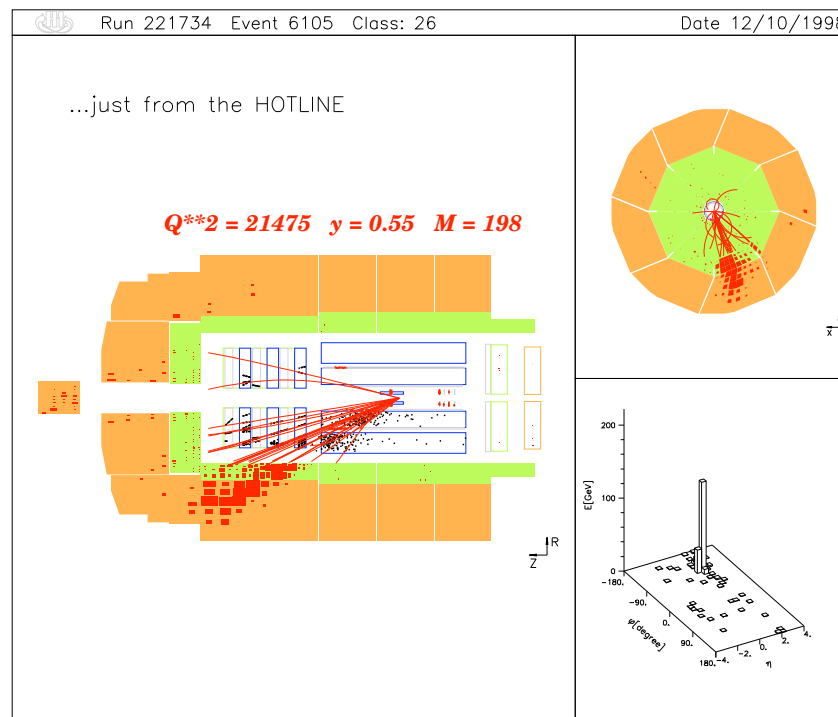 Run 221734 Event 6105 Class: 26 Date 12/10/1998
...just from the HOTLINE
Q**2 = 21475 y = 0.55 M = 198
R
Z
X
E[GeV]
200
100
0
-180.
-90.
0.
90.
180.
φ[degree]
-4.
-2.
0.
2.
4.
η